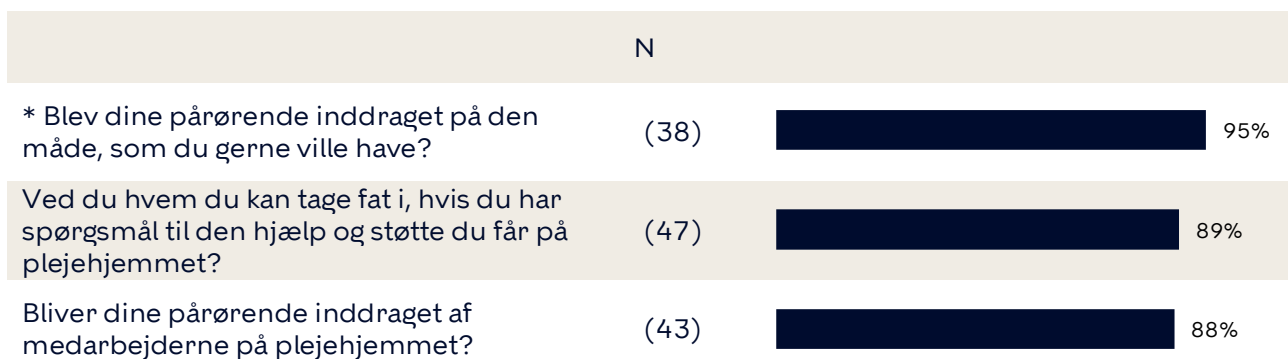 N
* Blev dine pårørende inddraget på den
måde, som du gerne ville have?
(38)
95%
Ved du hvem du kan tage fat i, hvis du har
spørgsmål til den hjælp og støtte du får på
plejehjemmet?
(47)
89%
Bliver dine pårørende inddraget af
medarbejderne på plejehjemmet?
(43)
88%